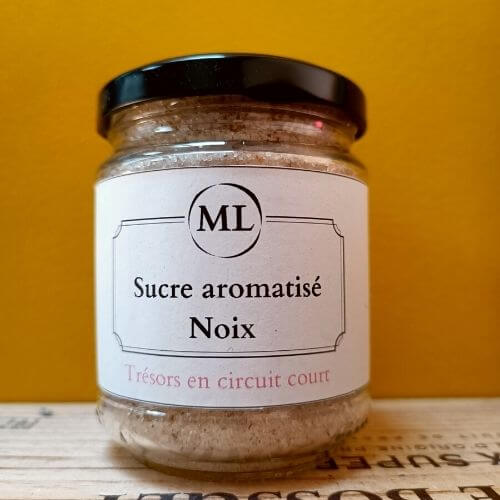 ML
Sucre aromatisé
Noix
Trésors en circuit court